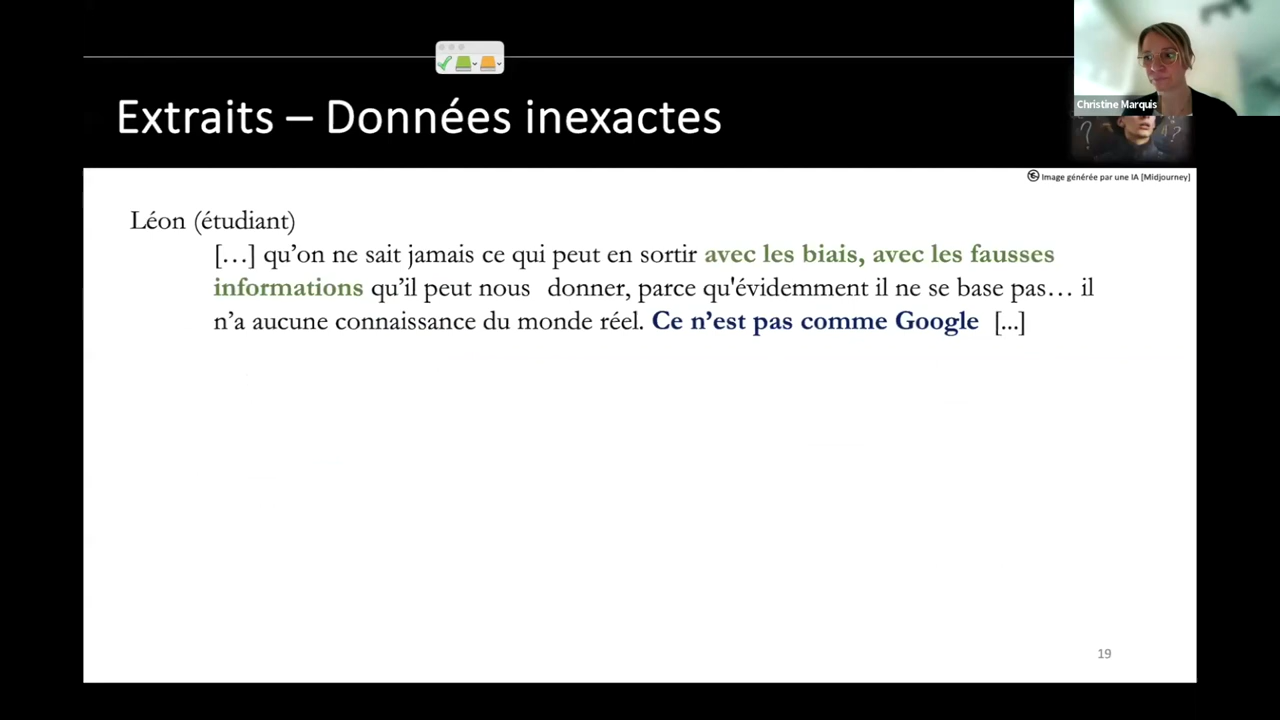 Christine Marquis
Extraits – Données inexactes
Image générée par une IA [Midjourney]
Léon (étudiant)
[…] qu’on ne sait jamais ce qui peut en sortir avec les biais, avec les fausses
informations qu’il peut nous donner, parce qu'évidemment il ne se base pas… il
n’a aucune connaissance du monde réel. Ce n’est pas comme Google [...]
19